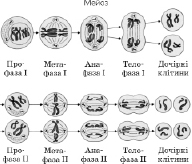 Мейоз
Про-
фаза I
Мета-
фаза I
Ана-
фаза I
Тело-
фаза I
Дочірні
клітини
Про-
фаза II
Мета-
фаза II
Ана-
фаза II
Тело-
фаза II
Дочірні
клітини